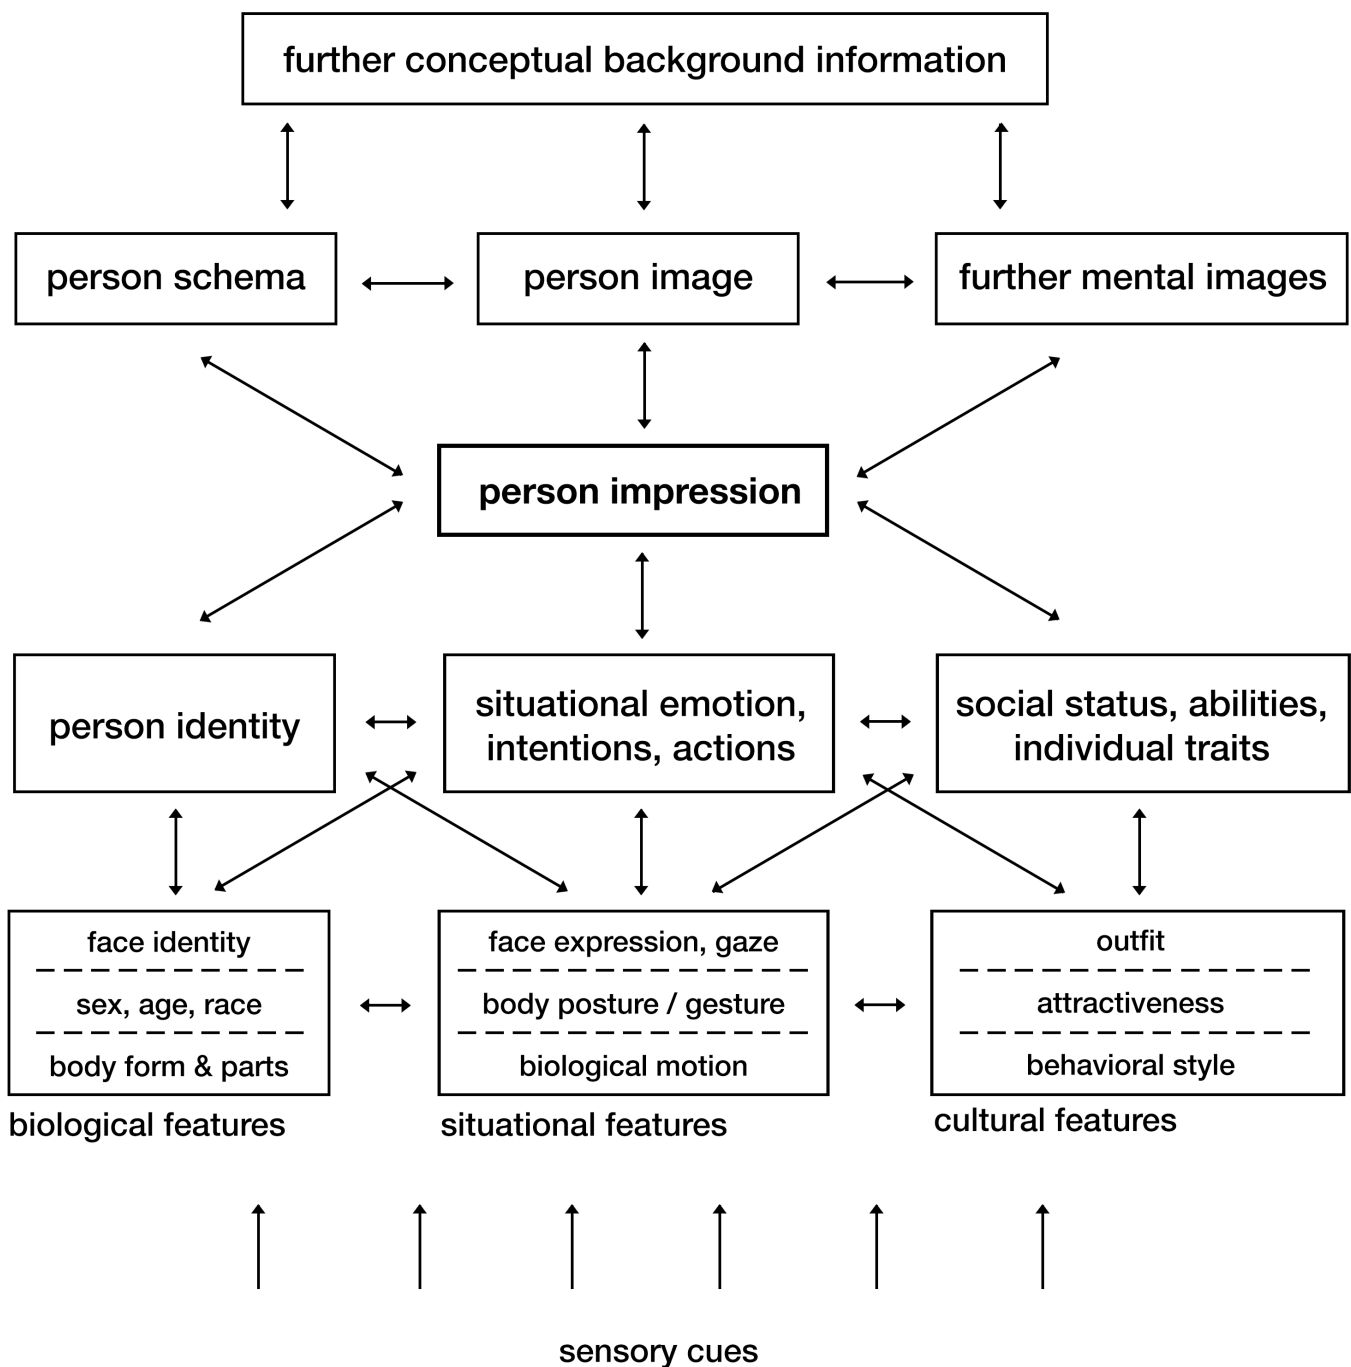 further conceptual background information
person schema
person image
further mental images
person impression
person identity
situational emotion,
intentions, actions
social status, abilities,
individual traits
face identity
sex, age, race
body form & parts
biological features
face expression, gaze
body posture / gesture
biological motion
situational features
outfit
attractiveness
behavioral style
cultural features
sensory cues